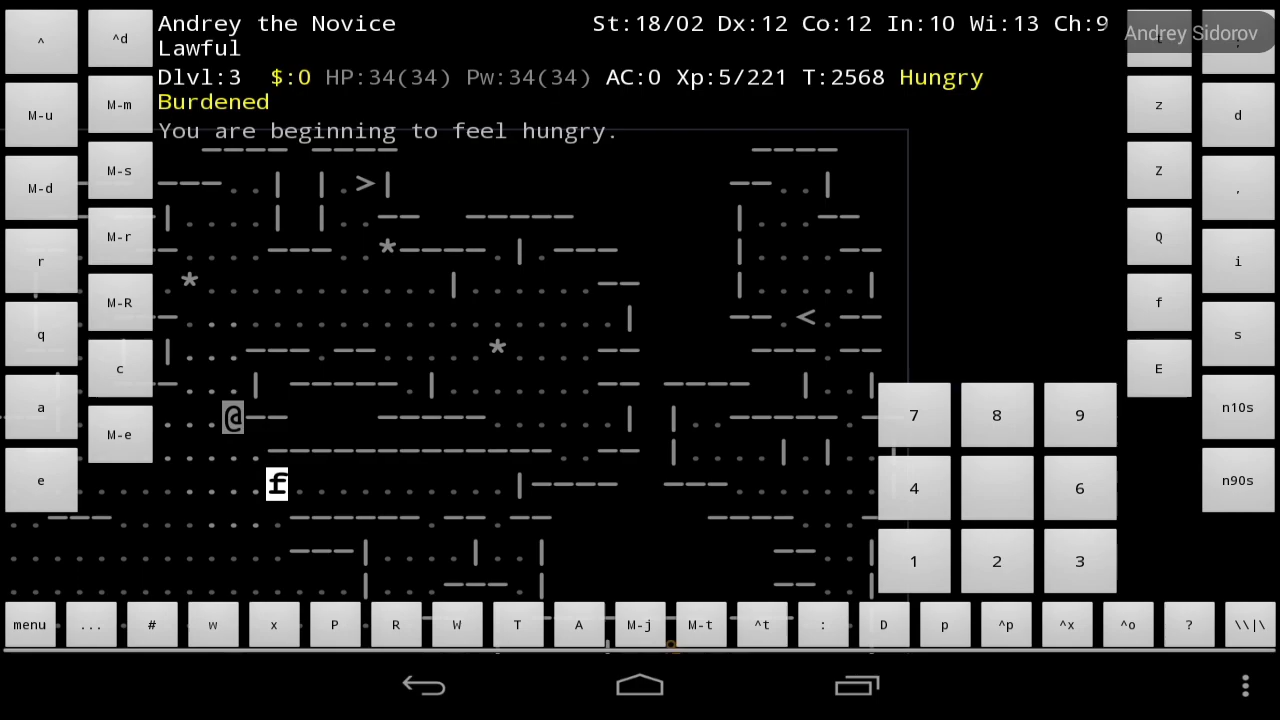 Andrey the Novice St:18/02 Dx:12 Co:12 In:10 Wi:13 Ch:9
Lawful
Dlvl:3 $:0 HP:34(34) Pw:34(34) AC:0 Xp:5/221 T:2568 Hungry
Burdened
You are beginning to feel hungry.
Andrey Sidorov
^
M-u
M-d
r
q
a
e
^d
M-m
M-s
M-r
M-R
c
M-e
z
Z
Q
f
E
d
,
i
s
n10s
n90s
>
*
*
<
*
@
f
7 8 9
4 6
1 2 3
menu ... # w x P R W T A M-j M-t ^t : D p ^p ^x ^o ? \\|\